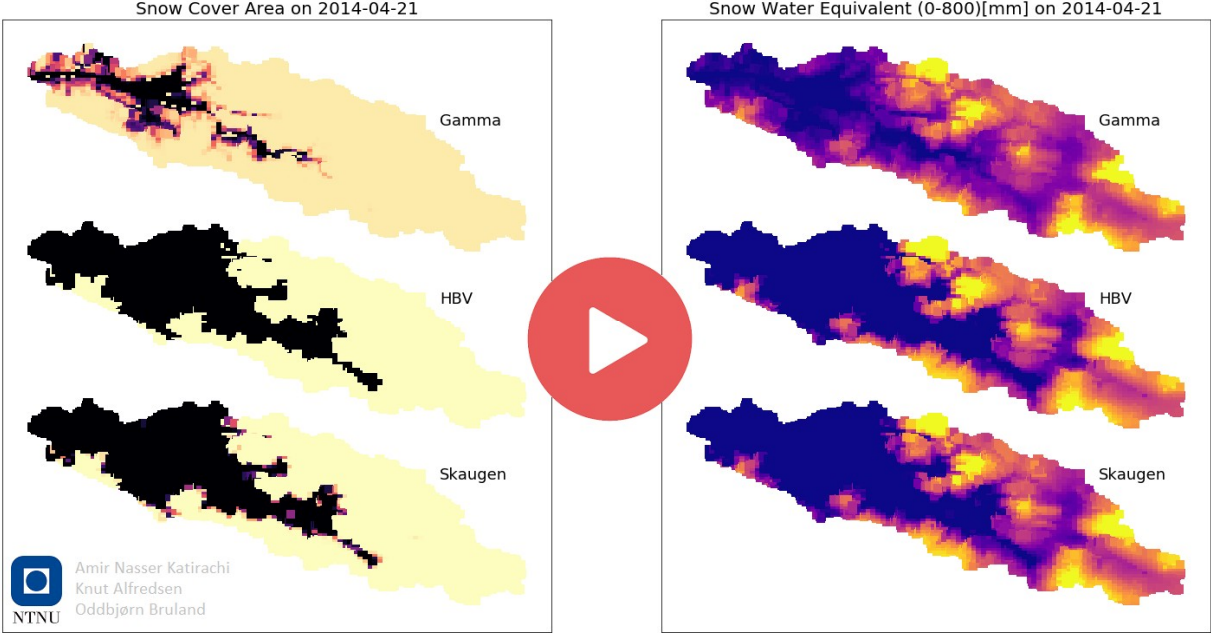 Snow Cover Area on 2014-04-21
Gamma
HBV
Skaugen
NTNU
Amir Nasser Katirachi
Knut Alfredsen
Oddbjørn Bruland
Snow Water Equivalent (0-800)[mm] on 2014-04-21
Gamma
HBV
Skaugen